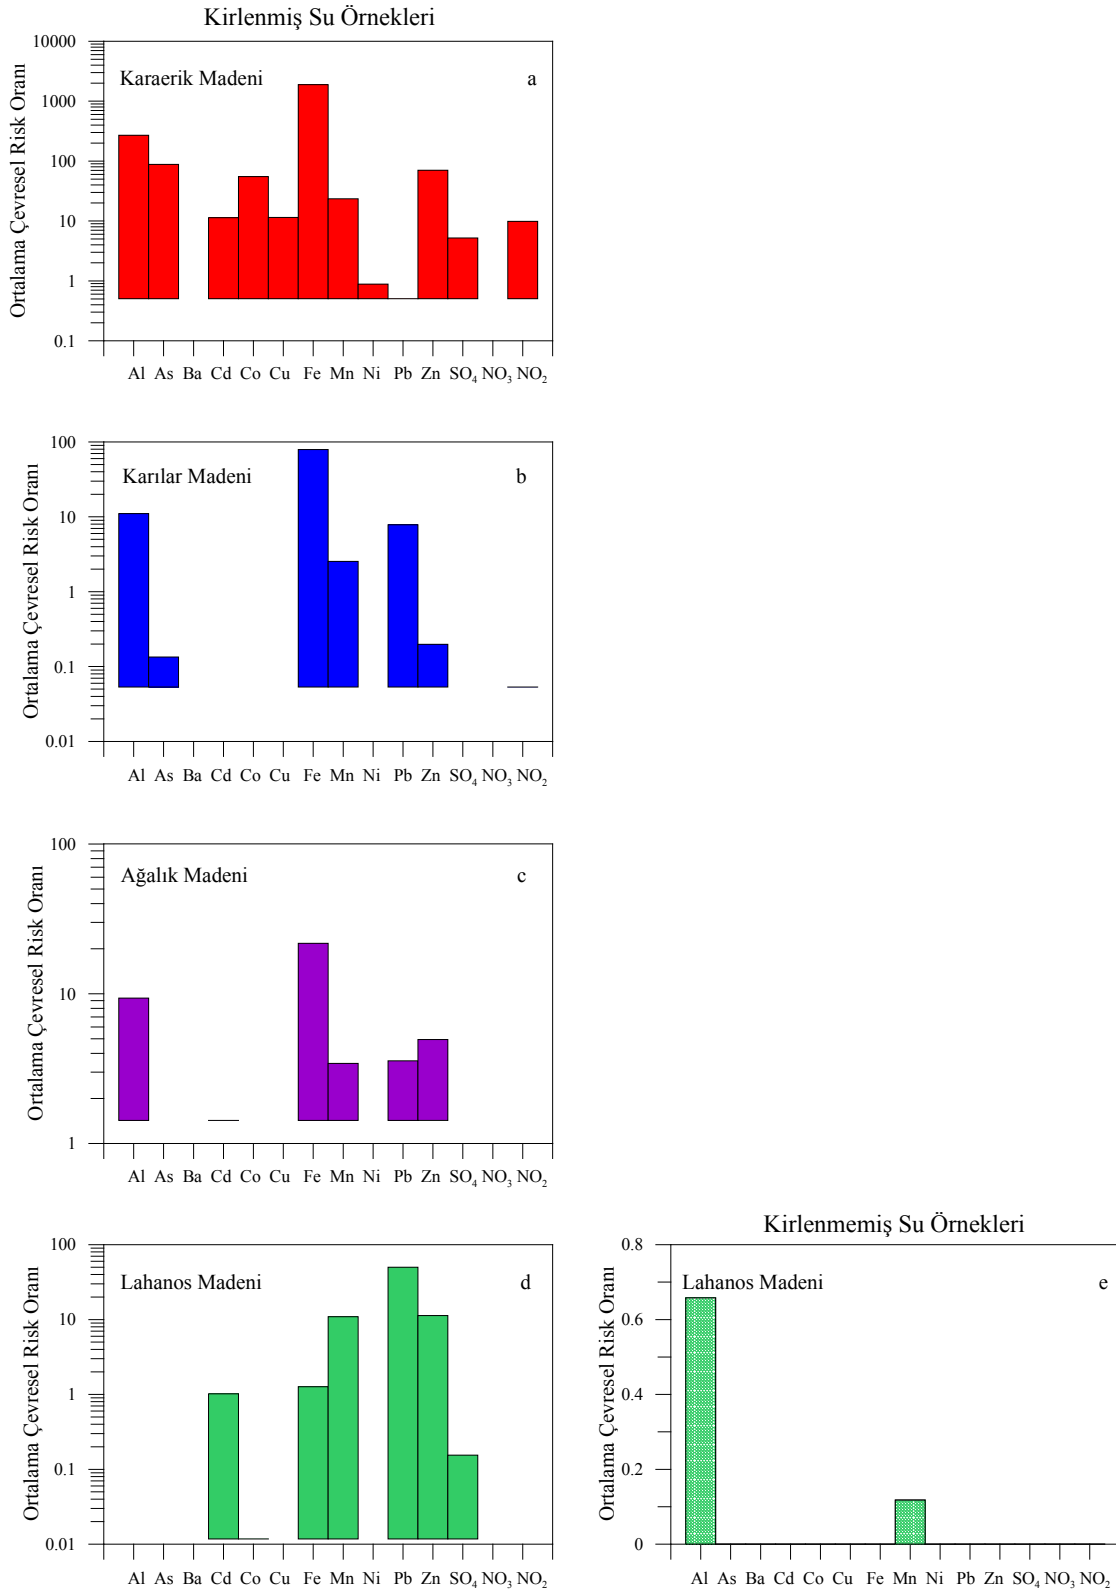 Kirlenmiş Su Örnekleri
Ortalama Çevresel Risk Oranı
10000
1000
100
10
1
0.1
Karaerik Madeni a
Al As Ba Cd Co Cu Fe Mn Ni Pb Zn SO₄ NO₃ NO₂
Ortalama Çevresel Risk Oranı
100
10
1
0.1
0.01
Karılar Madeni b
Al As Ba Cd Co Cu Fe Mn Ni Pb Zn SO₄ NO₃ NO₂
Ortalama Çevresel Risk Oranı
100
10
1
Ağalık Madeni c
Al As Ba Cd Co Cu Fe Mn Ni Pb Zn SO₄ NO₃ NO₂
Ortalama Çevresel Risk Oranı
100
10
1
0.1
0.01
Lahanos Madeni d
Al As Ba Cd Co Cu Fe Mn Ni Pb Zn SO₄ NO₃ NO₂
Kirlenmemiş Su Örnekleri
Ortalama Çevresel Risk Oranı
0.8
0.6
0.4
0.2
0
Lahanos Madeni e
Al As Ba Cd Co Cu Fe Mn Ni Pb Zn SO₄ NO₃ NO₂